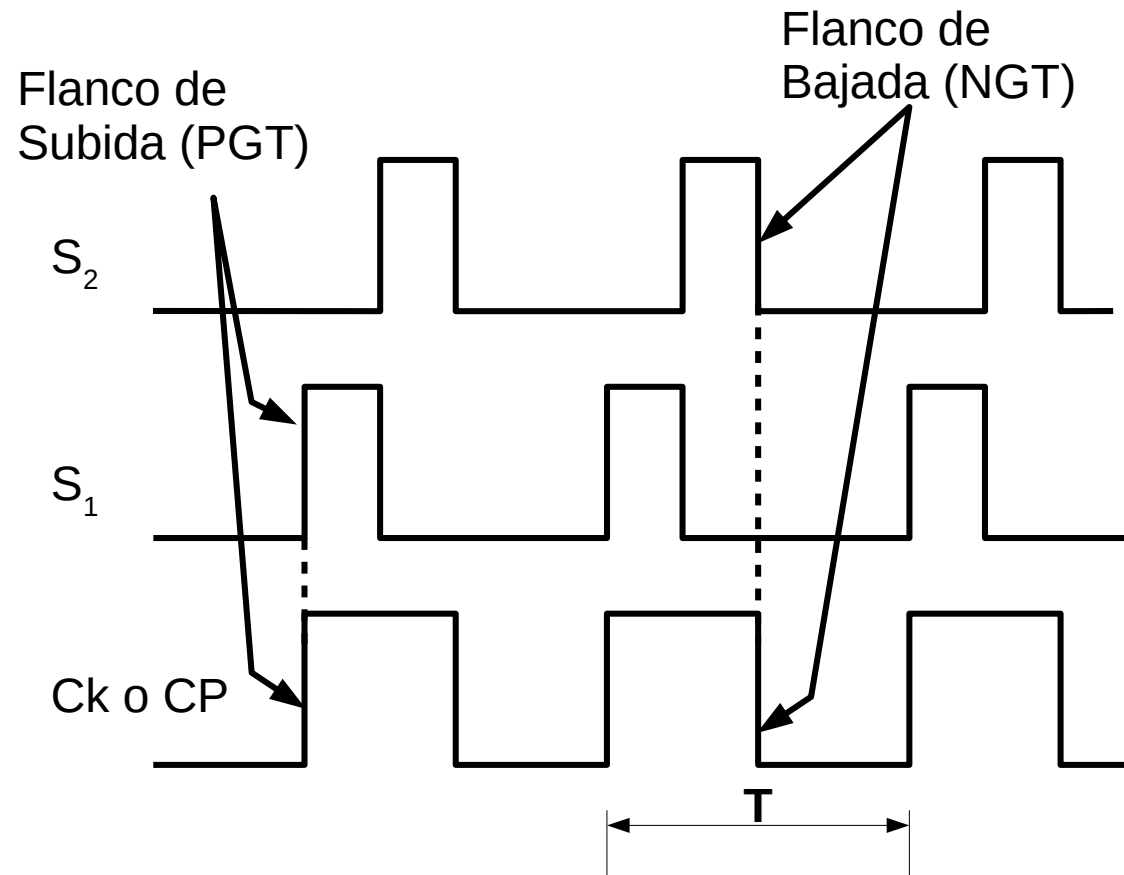 Flanco de
Bajada (NGT)
Flanco de
Subida (PGT)
S2
S1
Ck o CP
T